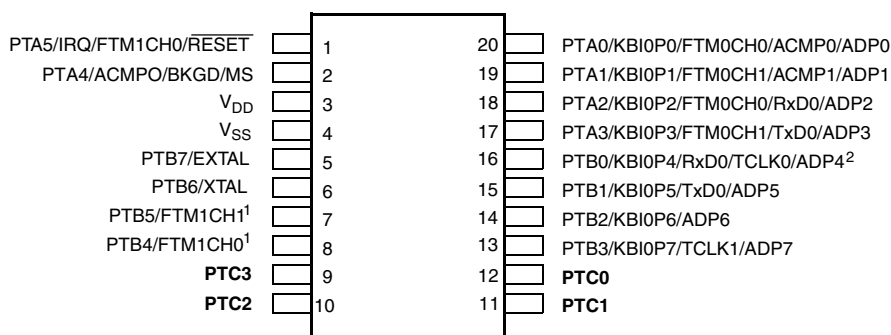 PTA5/IRQ/FTM1CH0/RESET 1 20 PTA0/KBI0P0/FTM0CH0/ACMP0/ADP0
PTA4/ACMPO/BKGD/MS 2 19 PTA1/KBI0P1/FTM0CH1/ACMP1/ADP1
VDD 3 18 PTA2/KBI0P2/FTM0CH0/RxD0/ADP2
VSS 4 17 PTA3/KBI0P3/FTM0CH1/TxD0/ADP3
PTB7/EXTAL 5 16 PTB0/KBI0P4/RxD0/TCLK0/ADP4²
PTB6/XTAL 6 15 PTB1/KBI0P5/TxD0/ADP5
PTB5/FTM1CH1¹ 7 14 PTB2/KBI0P6/ADP6
PTB4/FTM1CH0¹ 8 13 PTB3/KBI0P7/TCLK1/ADP7
PTC3 9 12 PTC0
PTC2 10 11 PTC1